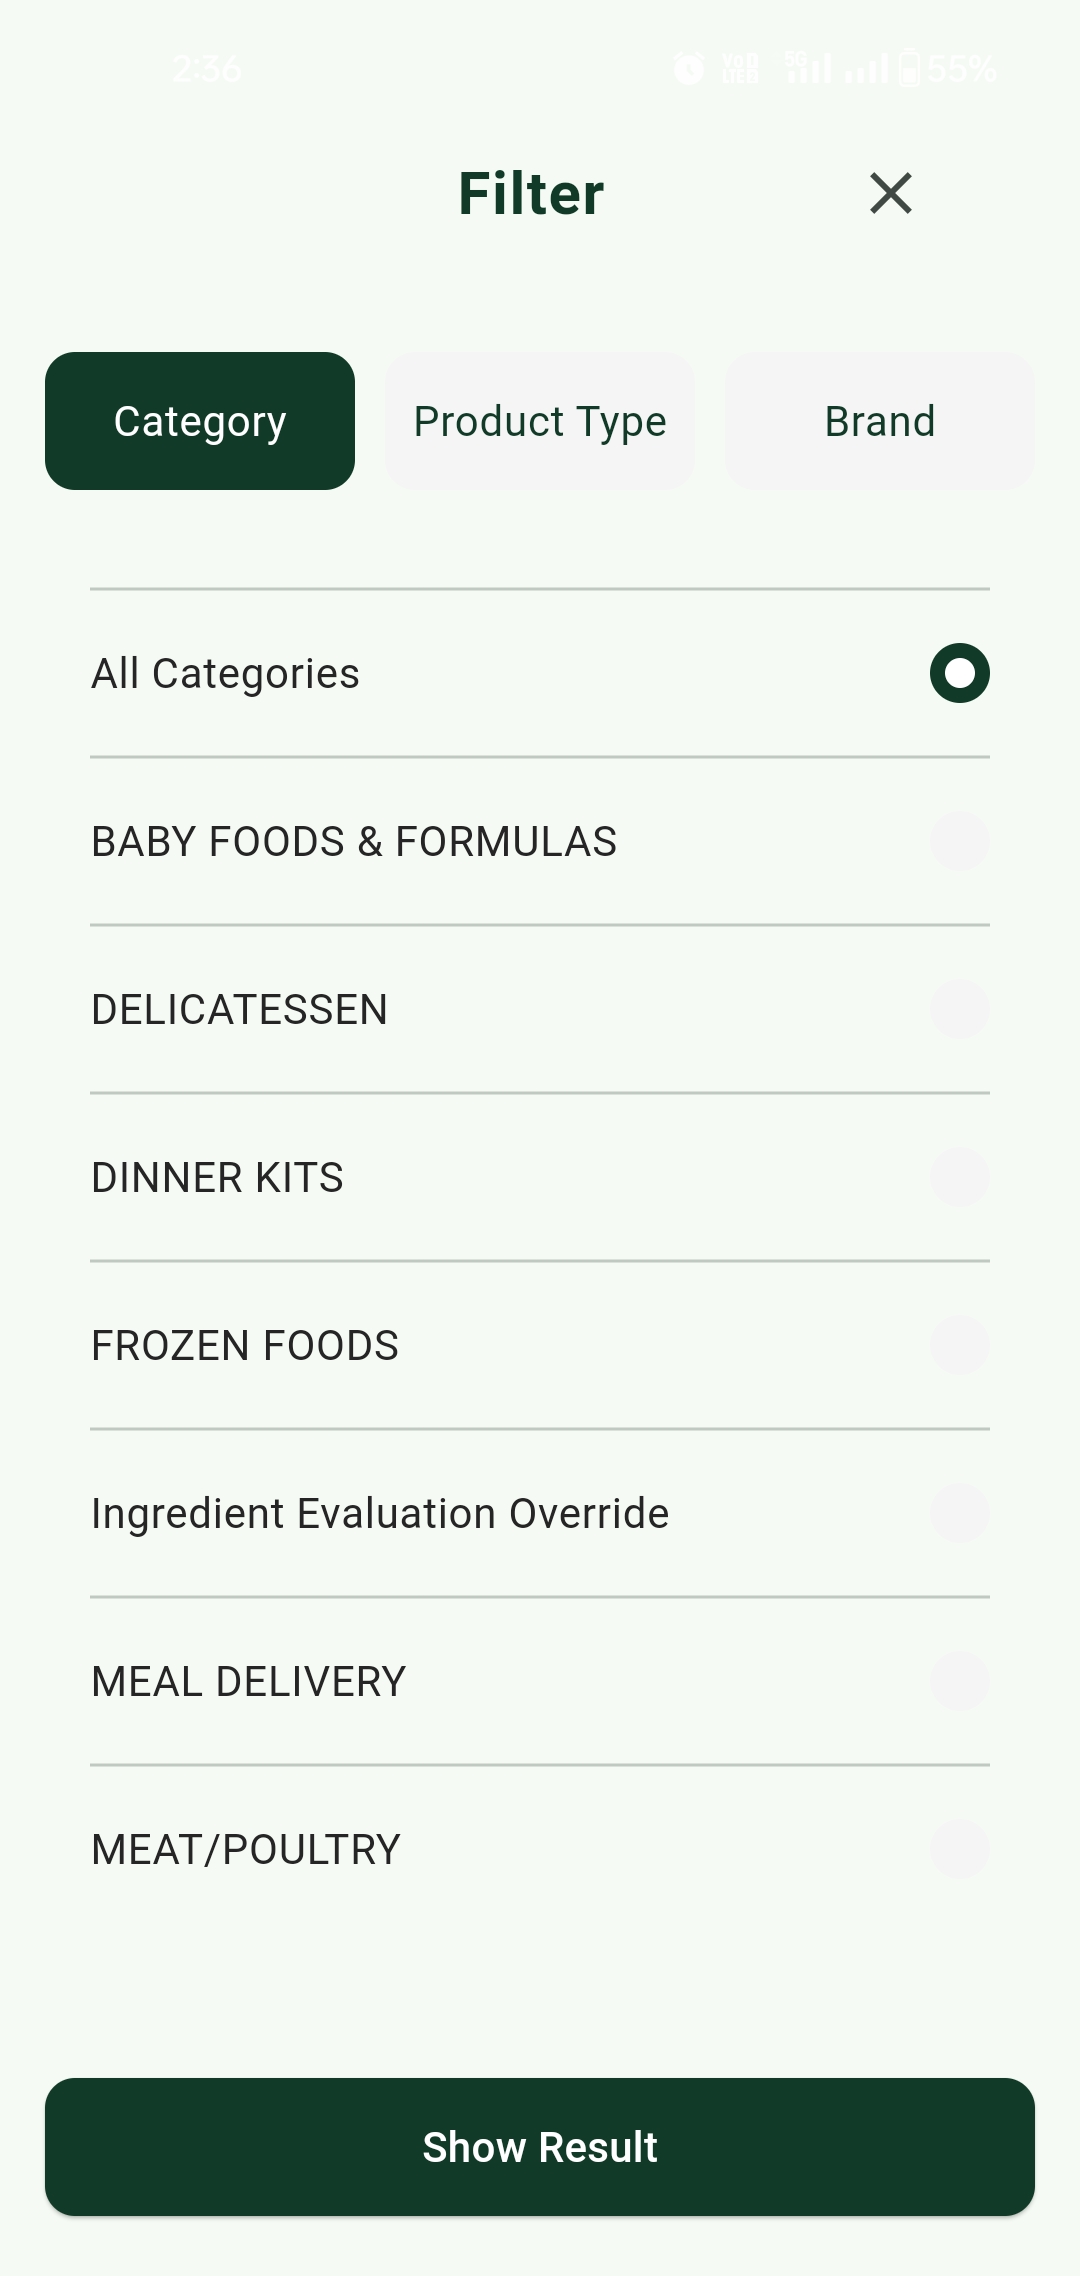 2:36
5G
55%
Filter
Category
Product Type
Brand
All Categories
BABY FOODS & FORMULAS
DELICATESSEN
DINNER KITS
FROZEN FOODS
Ingredient Evaluation Override
MEAL DELIVERY
MEAT/POULTRY
Show Result